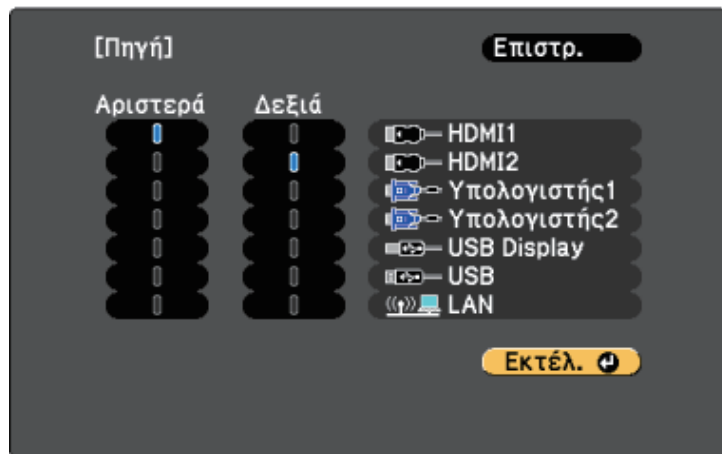 [Πηγή] Επιστρ.
Αριστερά Δεξιά
HDMI1
HDMI2
Υπολογιστής1
Υπολογιστής2
USB Display
USB
LAN
Εκτέλ.